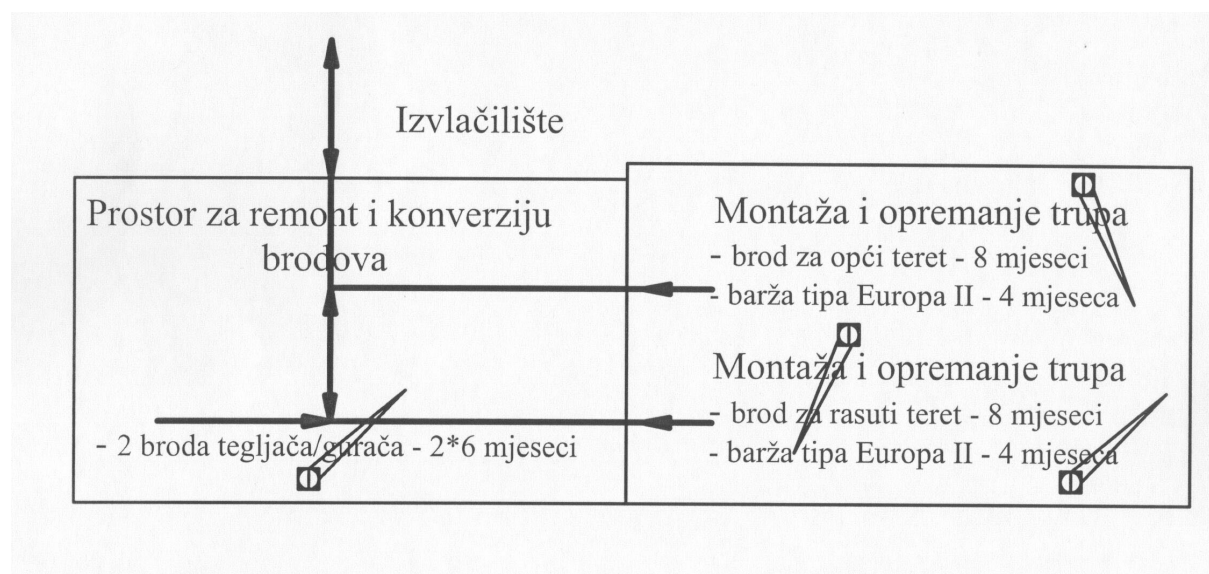 Izvlačilište
Prostor za remont i konverziju
brodova
- 2 broda tegljača/gurača - 2*6 mjeseci
Montaža i opremanje trupa
- brod za opći teret - 8 mjeseci
- barža tipa Europa II - 4 mjeseca
Montaža i opremanje trupa
- brod za rasuti teret - 8 mjeseci
- barža tipa Europa II - 4 mjeseca